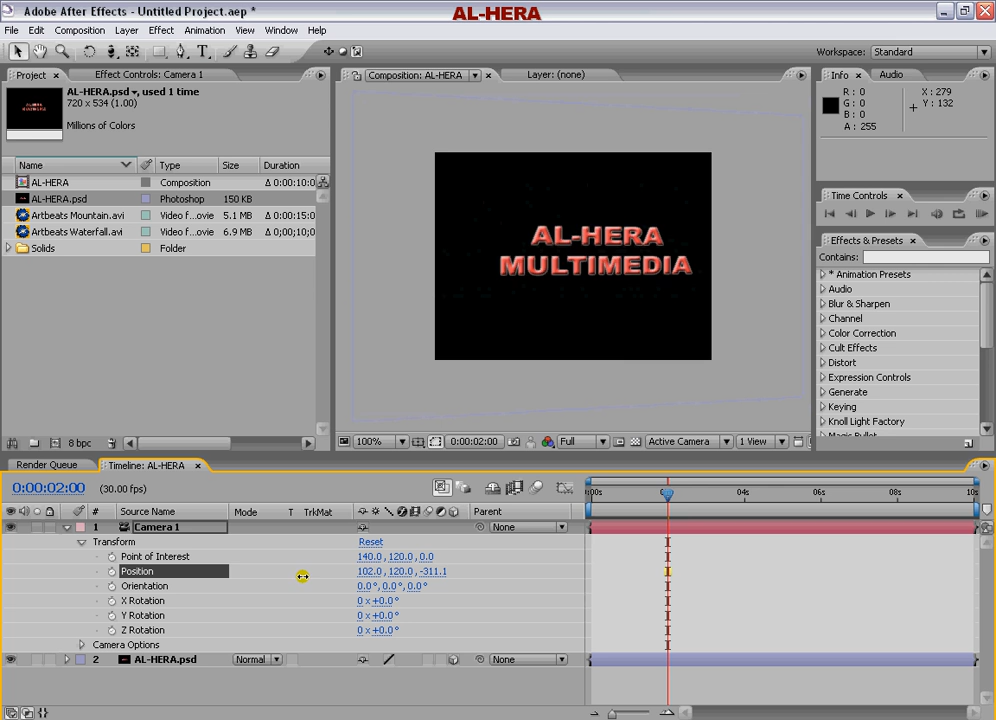 Adobe After Effects - Untitled Project.aep *
AL-HERA
File Edit Composition Layer Effect Animation View Window Help
T
Workspace: Standard
Project × Effect Controls: Camera 1
Composition: AL-HERA × Layer: (none)
Info × Audio
AL-HERA.psd, used 1 time
720 x 534 (1.00)
Millions of Colors
R: 0
G: 0
B: 0
A: 255
X: 279
Y: 132
Name Type Size Duration
AL-HERA Composition Δ 0:00:10:0
AL-HERA.psd Photoshop 150 KB
Artbeats Mountain.avi Video f...ovie 5.1 MB Δ 0:00:15:0
Artbeats Waterfall.avi Video f...ovie 6.9 MB Δ 0;00;10;0
Solids Folder
AL-HERA
MULTIMEDIA
Time Controls ×
Effects & Presets ×
Contains:
* Animation Presets
Audio
Blur & Sharpen
Channel
Color Correction
Cult Effects
Distort
Expression Controls
Generate
Keying
Knoll Light Factory
8 bpc
100% 0:00:02:00 Full Active Camera 1 View
Render Queue Timeline: AL-HERA ×
0:00:02:00 (30.00 fps)
00s 04s 06s 08s 10s
# Source Name Mode T TrkMat Parent
1 Camera 1 None
Transform Reset
Point of Interest 140.0, 120.0, 0.0
Position 102.0, 120.0, -311.1
Orientation 0.0°, 0.0°, 0.0°
X Rotation 0 x +0.0°
Y Rotation 0 x +0.0°
Z Rotation 0 x +0.0°
Camera Options
2 AL-HERA.psd Normal None